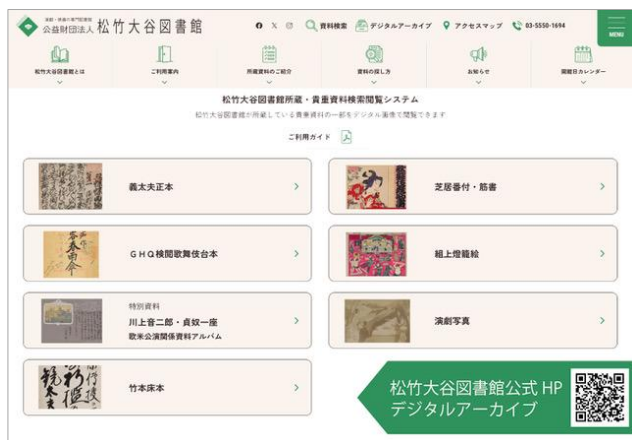 演劇・映画の専門図書館
公益財団法人 松竹大谷図書館
資料検索 デジタルアーカイブ アクセスマップ 03-5550-1694
MENU
松竹大谷図書館とは ご利用案内 所蔵資料のご紹介 資料の探し方 お知らせ 開館日カレンダー
松竹大谷図書館所蔵・貴重資料検索閲覧システム
松竹大谷図書館が所蔵している貴重資料の一部をデジタル画像で閲覧できます
ご利用ガイド
義太夫正本
芝居番付・筋書
GHQ検閲歌舞伎台本
組上燈籠絵
特別資料
川上音二郎・貞奴一座
欧米公演関係資料アルバム
演劇写真
竹本床本
松竹大谷図書館公式 HP
デジタルアーカイブ